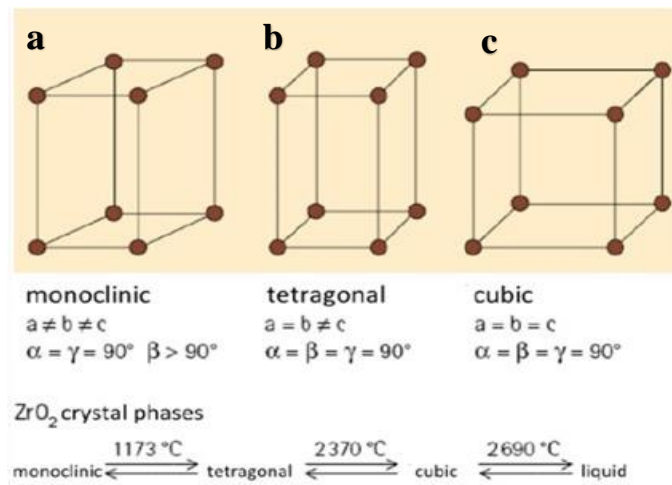 a b c
monoclinic tetragonal cubic
a ≠ b ≠ c a = b ≠ c a = b = c
α = γ = 90° β > 90° α = β = γ = 90° α = β = γ = 90°
ZrO₂ crystal phases
1173 °C 2370 °C 2690 °C
monoclinic tetragonal cubic liquid